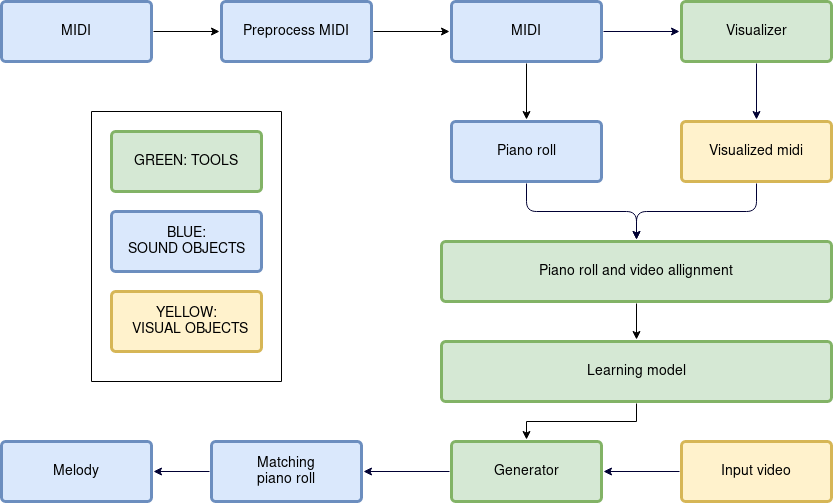 MIDI
Preprocess MIDI
MIDI
Visualizer
Piano roll
Visualized midi
GREEN: TOOLS
BLUE:
SOUND OBJECTS
YELLOW:
VISUAL OBJECTS
Piano roll and video allignment
Learning model
Melody
Matching
piano roll
Generator
Input video